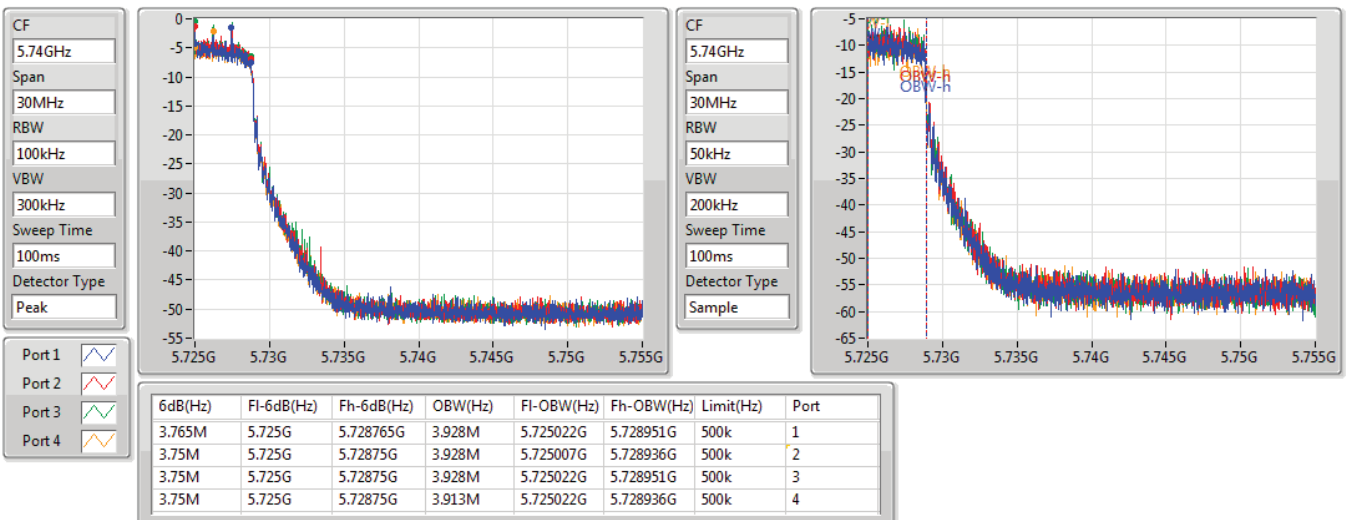 CF
5.74GHz
Span
30MHz
RBW
100kHz
VBW
300kHz
Sweep Time
100ms
Detector Type
Peak
0
-5
-10
-15
-20
-25
-30
-35
-40
-45
-50
-55
5.725G 5.73G 5.735G 5.74G 5.745G 5.75G 5.755G
CF
5.74GHz
Span
30MHz
RBW
50kHz
VBW
200kHz
Sweep Time
100ms
Detector Type
Sample
-5
-10
-15
-20
-25
-30
-35
-40
-45
-50
-55
-60
-65
OBW-h
OBW-h
5.725G 5.73G 5.735G 5.74G 5.745G 5.75G 5.755G
Port 1
Port 2
Port 3
Port 4
6dB(Hz) Fl-6dB(Hz) Fh-6dB(Hz) OBW(Hz) Fl-OBW(Hz) Fh-OBW(Hz) Limit(Hz) Port
3.765M 5.725G 5.728765G 3.928M 5.725022G 5.728951G 500k 1
3.75M 5.725G 5.72875G 3.928M 5.725007G 5.728936G 500k 2
3.75M 5.725G 5.72875G 3.928M 5.725022G 5.728951G 500k 3
3.75M 5.725G 5.72875G 3.913M 5.725022G 5.728936G 500k 4